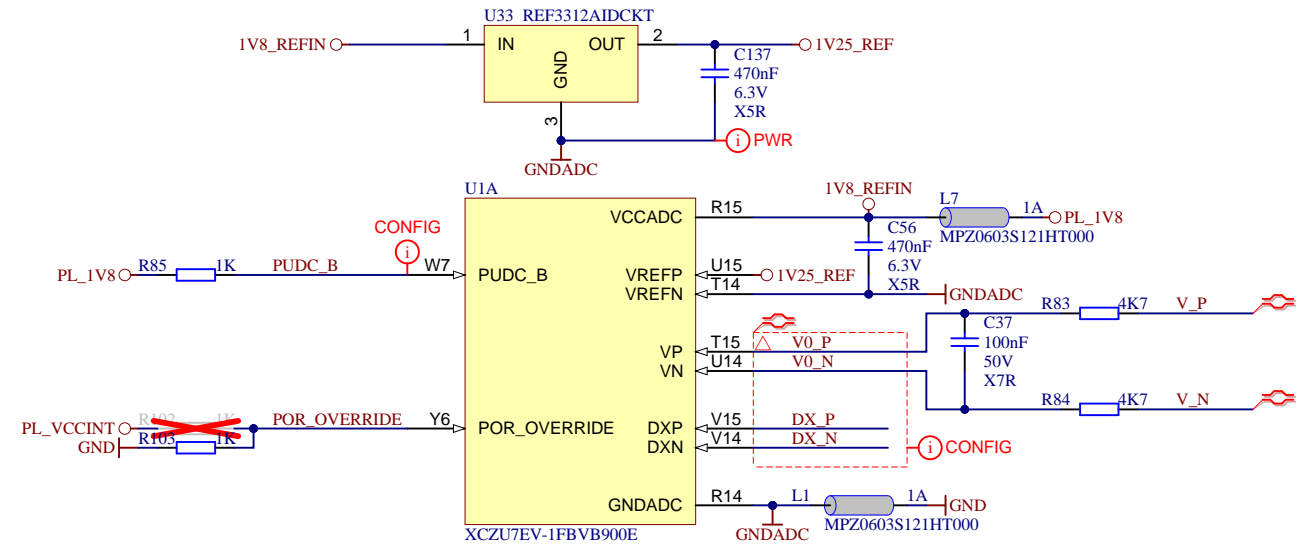 U33 REF3312AIDCKT
1V8_REFIN 1 IN OUT 2 1V25_REF
GND
3
C137
470nF
6.3V
X5R
i PWR
GNDADC
U1A
1V8_REFIN
VCCADC R15 L7 1A PL_1V8
MPZ0603S121HT000
C56
470nF
6.3V
X5R
CONFIG
i
PL_1V8 R85 1K PUDC_B W7 PUDC_B
VREFP U15 1V25_REF
VREFN T14 GNDADC
R83 4K7 V_P
C37
100nF
50V
X7R
VP T15 V0_P
VN U14 V0_N
R84 4K7 V_N
PL_VCCINT R102 1K
POR_OVERRIDE Y6 POR_OVERRIDE
GND R103 1K
DXP V15 DX_P
DXN V14 DX_N
i CONFIG
GNDADC R14 L1 1A GND
MPZ0603S121HT000
GNDADC
XCZU7EV-1FBVB900E